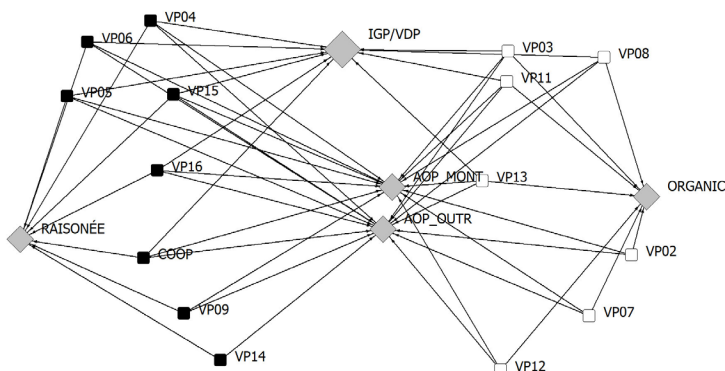 VP04
IGP/VDP
VP06
VP03
VP08
VP05
VP15
VP11
VP16
AOP_MONT
VP13
ORGANIC
RAISONÉE
AOP_OUTR
COOP
VP02
VP09
VP07
VP14
VP12